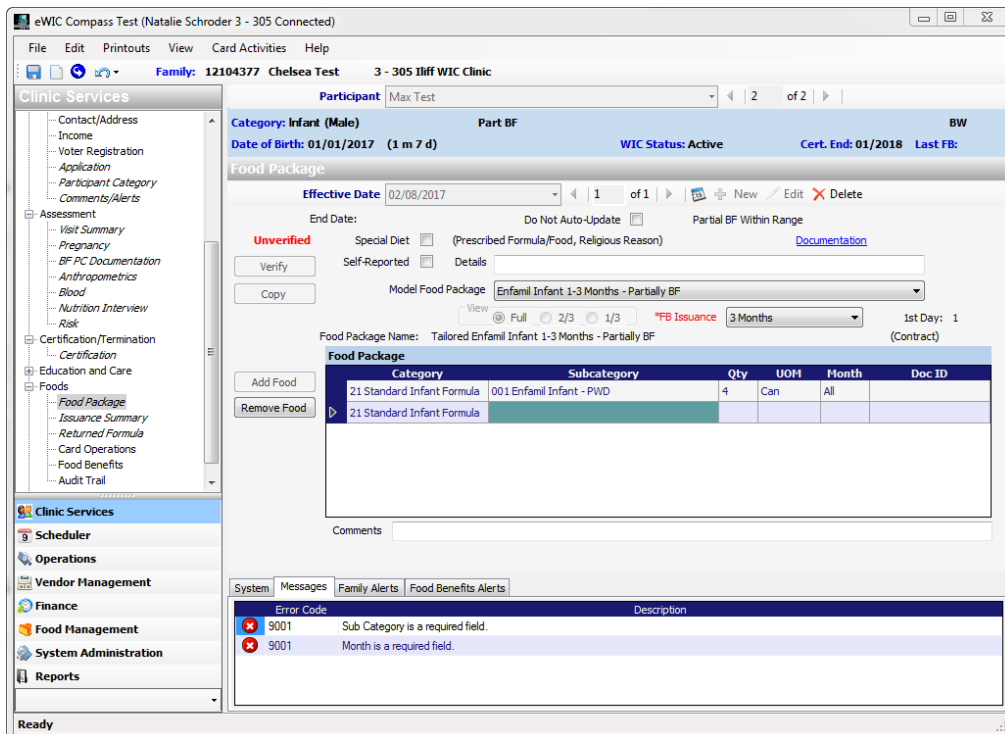 eWIC Compass Test (Natalie Schroder 3 - 305 Connected)
File Edit Printouts View Card Activities Help
Family: 12104377 Chelsea Test 3 - 305 Iliff WIC Clinic
Clinic Services
Contact/Address
Income
Voter Registration
Application
Participant Category
Comments/Alerts
Assessment
Visit Summary
Pregnancy
BF PC Documentation
Anthropometrics
Blood
Nutrition Interview
Risk
Certification/Termination
Certification
Education and Care
Foods
Food Package
Issuance Summary
Returned Formula
Card Operations
Food Benefits
Audit Trail
Clinic Services
9 Scheduler
Operations
Vendor Management
Finance
Food Management
System Administration
Reports
Participant Max Test 2 of 2
Category: Infant (Male) Part BF BW
Date of Birth: 01/01/2017 (1 m 7 d) WIC Status: Active Cert. End: 01/2018 Last FB:
Food Package
Effective Date 02/08/2017 1 of 1 New Edit Delete
End Date: Do Not Auto-Update Partial BF Within Range
Unverified Special Diet (Prescribed Formula/Food, Religious Reason) Documentation
Verify Self-Reported Details
Copy Model Food Package Enfamil Infant 1-3 Months - Partially BF
View Full 2/3 1/3 *FB Issuance 3 Months 1st Day: 1
Food Package Name: Tailored Enfamil Infant 1-3 Months - Partially BF (Contract)
Food Package
Category Subcategory Qty UOM Month Doc ID
Add Food 21 Standard Infant Formula 001 Enfamil Infant - PWD 4 Can All
Remove Food 21 Standard Infant Formula
Comments
System Messages Family Alerts Food Benefits Alerts
Error Code Description
9001 Sub Category is a required field.
9001 Month is a required field.
Ready